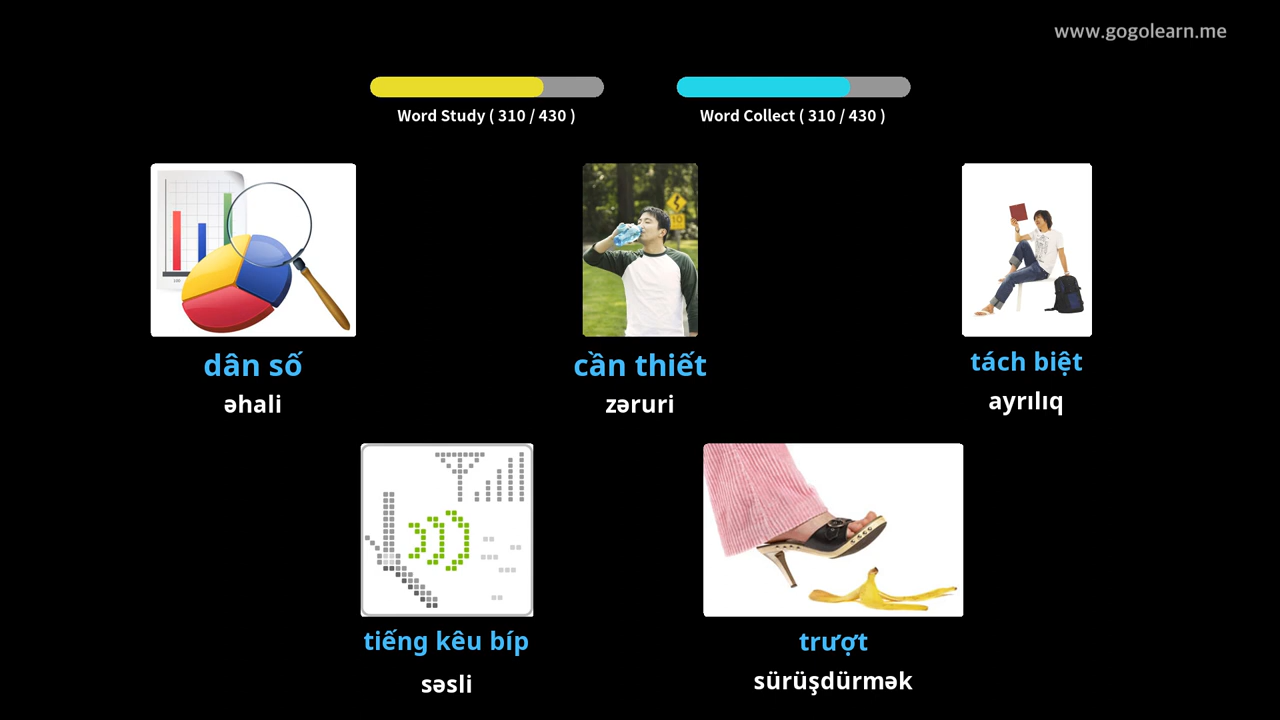 www.gogolearn.me
Word Study ( 310 / 430 )
Word Collect ( 310 / 430 )
dân số
əhali
cần thiết
zəruri
tách biệt
ayrılıq
tiếng kêu bíp
səsli
trượt
sürüşdürmək